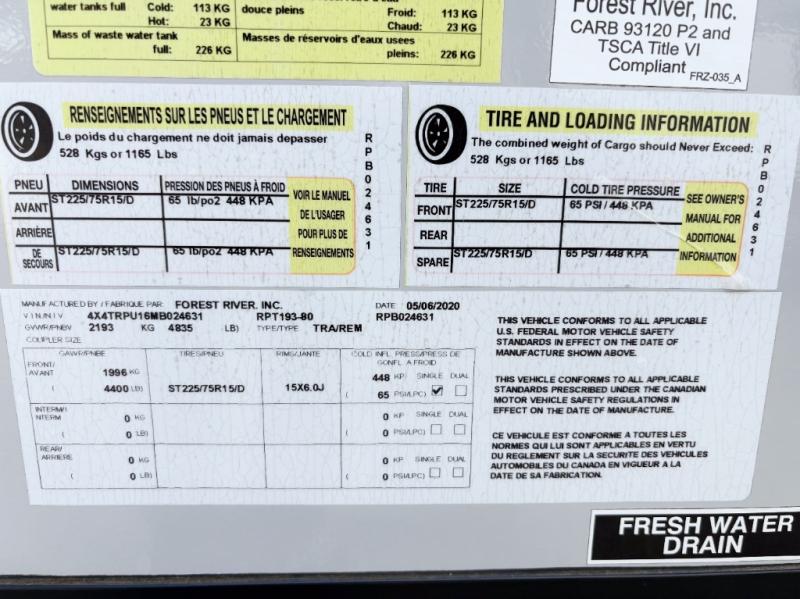 water tanks full Cold: 113 KG
Hot: 23 KG
Mass of waste water tank
full: 226 KG
douce pleins Froid: 113 KG
Chaud: 23 KG
Masses de réservoirs d'eaux usees
pleins: 226 KG
Forest River, Inc.
CARB 93120 P2 and
TSCA Title VI
Compliant
FRZ-035_A
RENSEIGNEMENTS SUR LES PNEUS ET LE CHARGEMENT
Le poids du chargement ne doit jamais depasser
528 Kgs or 1165 Lbs
PNEU DIMENSIONS PRESSION DES PNEUS À FROID
AVANT ST225/75R15/D 65 lb/po2 448 KPA
ARRIÈRE
DE SECOURS ST225/75R15/D 65 lb/po2 448 KPA
VOIR LE MANUEL
DE L'USAGER
POUR PLUS DE
RENSEIGNEMENTS
RPB024631
TIRE AND LOADING INFORMATION
The combined weight of Cargo should Never Exceed:
528 Kgs or 1165 Lbs
TIRE SIZE COLD TIRE PRESSURE
FRONT ST225/75R15/D 65 PSI / 448 KPA
REAR
SPARE ST225/75R15/D 65 PSI / 448 KPA
SEE OWNER'S
MANUAL FOR
ADDITIONAL
INFORMATION
RPB024631
MANUFACTURED BY / FABRIQUE PAR: FOREST RIVER, INC. DATE 05/06/2020
V I N / N I V 4X4TRPU16MB024631 RPT193-80 RPB024631
GVWR/PNBV 2193 KG 4835 LB) TYPE/TYPE TRA/REM
COUPLER SIZE
GAWR/PNBE TIRES/PNEU RIMS/JANTE COLD INFL. PRESS/PRESS DE GONFL. A FROID
FRONT/
AVANT 1996 KG 448 KP SINGLE DUAL
( 4400 LB) ST225/75R15/D 15X6.0J ( 65 PSI/LPC)
INTERM/
INTERM 0 KG 0 KP SINGLE DUAL
( 0 LB) ( 0 PSI/LPC)
REAR/
ARRIERE 0 KG 0 KP SINGLE DUAL
( 0 LB) ( 0 PSI/LPC)
THIS VEHICLE CONFORMS TO ALL APPLICABLE
U.S. FEDERAL MOTOR VEHICLE SAFETY
STANDARDS IN EFFECT ON THE DATE OF
MANUFACTURE SHOWN ABOVE.
THIS VEHICLE CONFORMS TO ALL APPLICABLE
STANDARDS PRESCRIBED UNDER THE CANADIAN
MOTOR VEHICLE SAFETY REGULATIONS IN
EFFECT ON THE DATE OF MANUFACTURE.
CE VEHICULE EST CONFORME A TOUTES LES
NORMES QUI LUI SONT APPLICABLES EN VERTU
DU REGLEMENT SUR LA SECURITE DES VEHICULES
AUTOMOBILES DU CANADA EN VIGUEUR A LA
DATE DE SA FABRICATION.
FRESH WATER
DRAIN